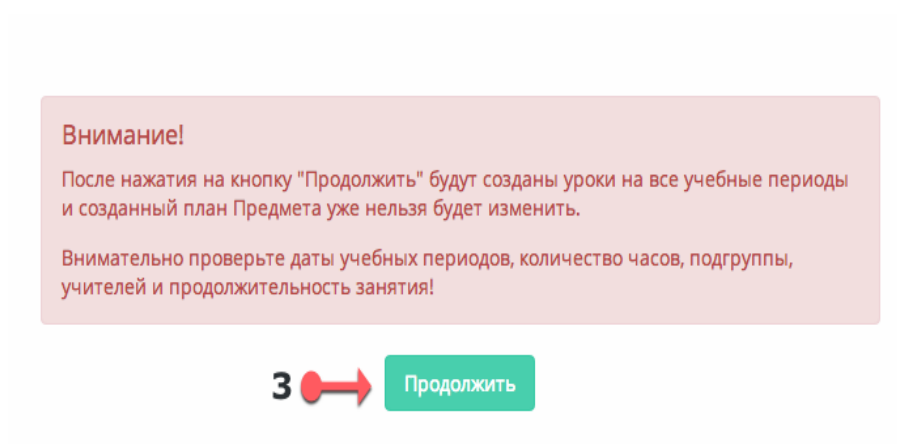 Внимание!
После нажатия на кнопку "Продолжить" будут созданы уроки на все учебные периоды
и созданный план Предмета уже нельзя будет изменить.
Внимательно проверьте даты учебных периодов, количество часов, подгруппы,
учителей и продолжительность занятия!
3 Продолжить